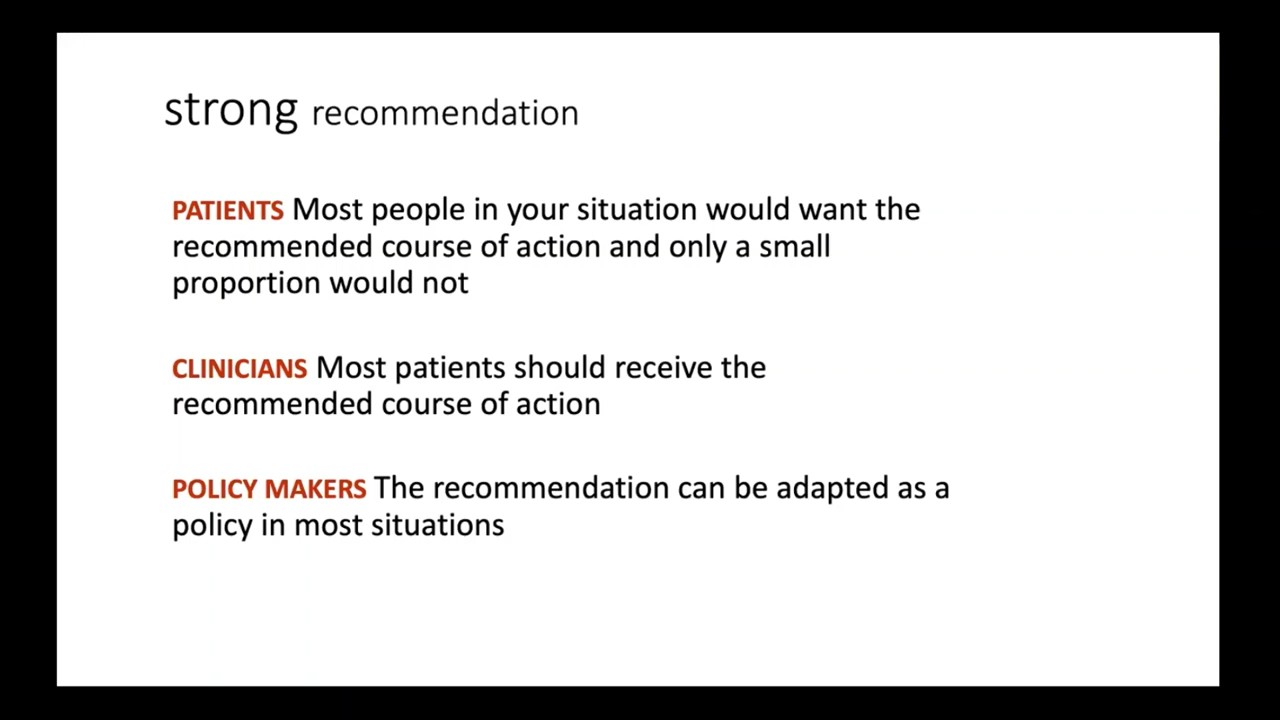 strong recommendation
PATIENTS Most people in your situation would want the
recommended course of action and only a small
proportion would not
CLINICIANS Most patients should receive the
recommended course of action
POLICY MAKERS The recommendation can be adapted as a
policy in most situations